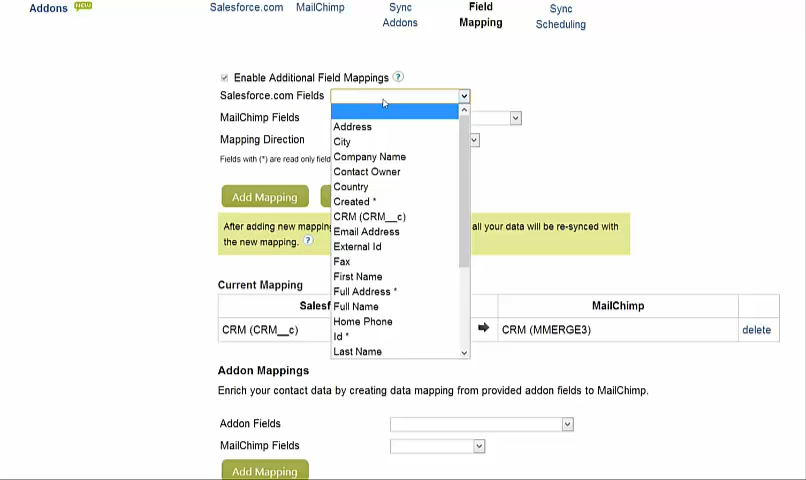 Addons NEW
Salesforce.com MailChimp Sync Addons Field Mapping Sync Scheduling
Enable Additional Field Mappings ?
Salesforce.com Fields
MailChimp Fields
Mapping Direction
Fields with (*) are read only field
Address
City
Company Name
Contact Owner
Country
Created *
CRM (CRM__c)
Email Address
External Id
Fax
First Name
Full Address *
Full Name
Home Phone
Id *
Last Name
Add Mapping
After adding new mapping all your data will be re-synced with
the new mapping. ?
Current Mapping
Salesf MailChimp
CRM (CRM__c) CRM (MMERGE3) delete
Addon Mappings
Enrich your contact data by creating data mapping from provided addon fields to MailChimp.
Addon Fields
MailChimp Fields
Add Mapping